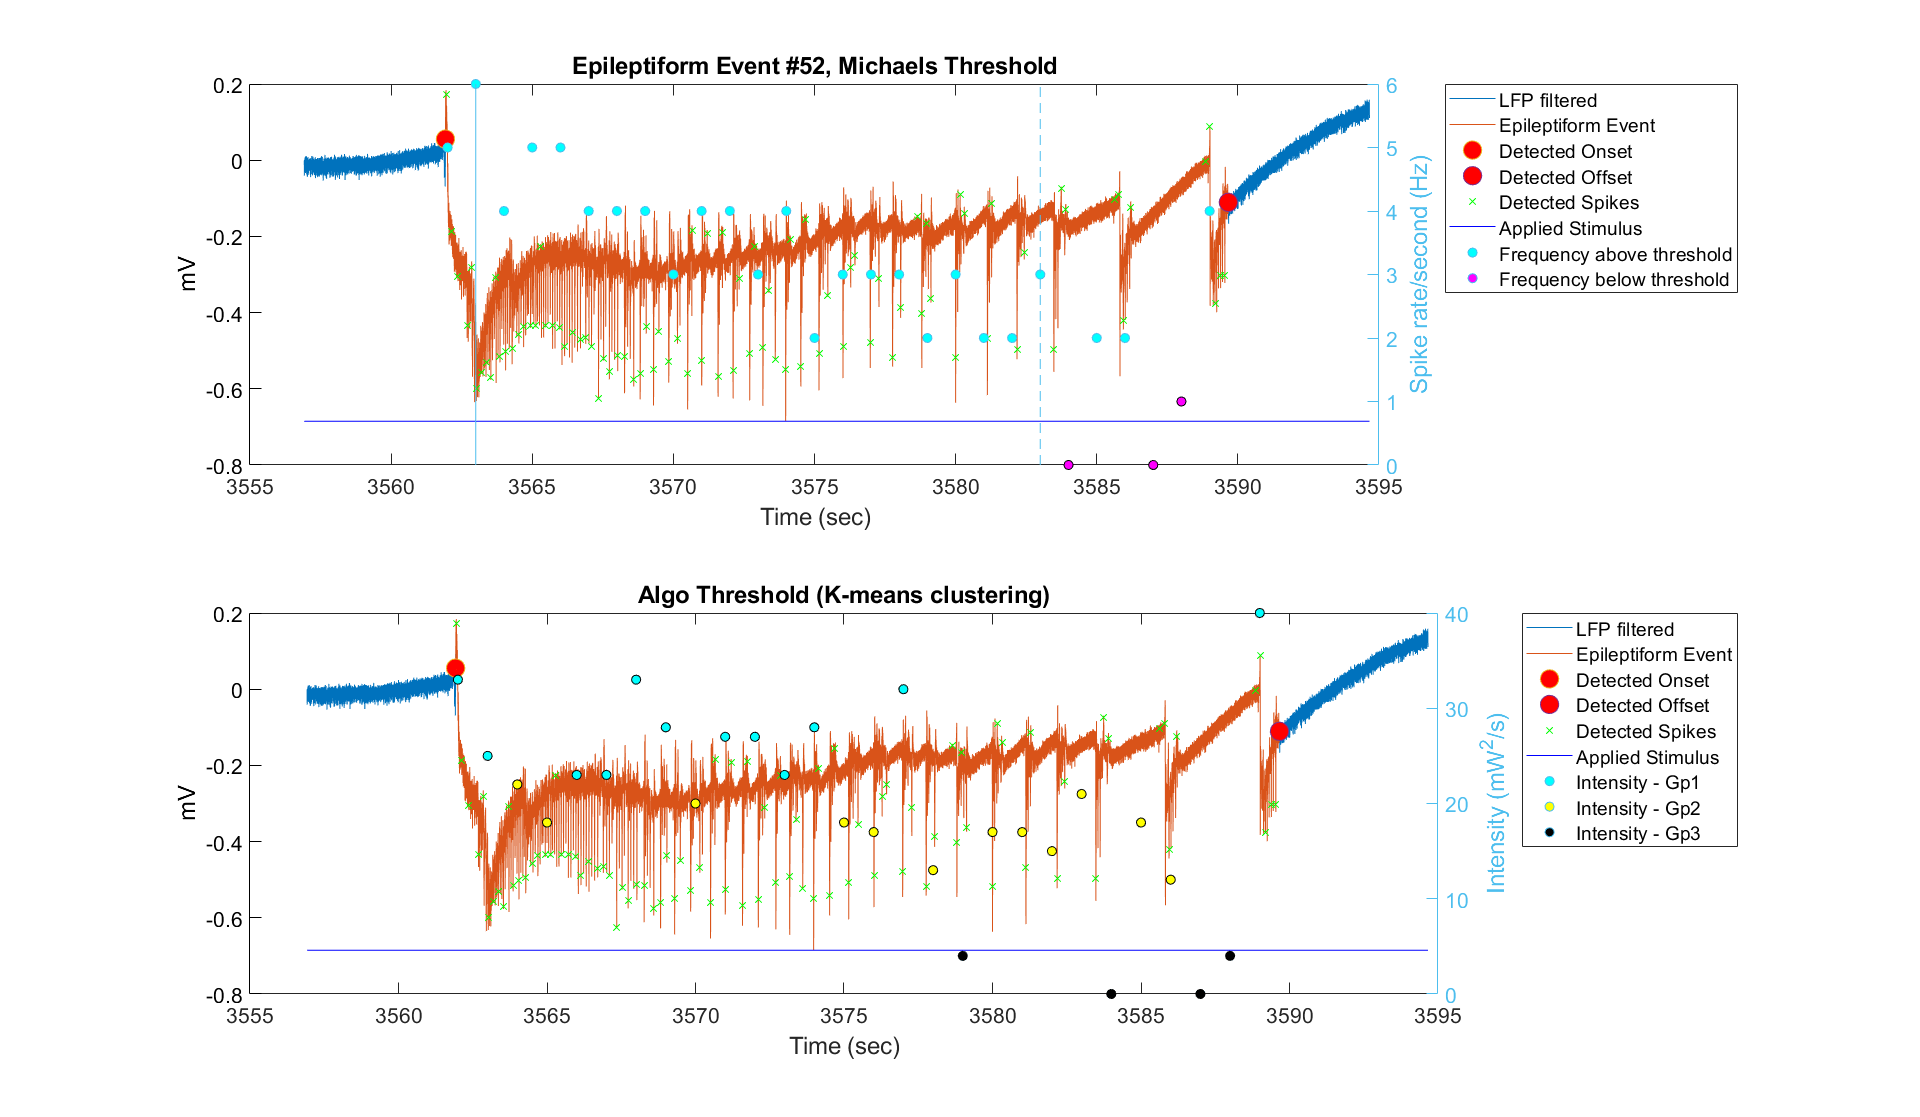 Epileptiform Event #52, Michaels Threshold
0.2
0
-0.2
-0.4
-0.6
-0.8
mV
3555
3560
3565
3570
3575
3580
3585
3590
3595
Time (sec)
6
5
4
3
2
1
0
Spike rate/second (Hz)
LFP filtered
Epileptiform Event
Detected Onset
Detected Offset
Detected Spikes
Applied Stimulus
Frequency above threshold
Frequency below threshold
Algo Threshold (K-means clustering)
0.2
0
-0.2
-0.4
-0.6
-0.8
mV
3555
3560
3565
3570
3575
3580
3585
3590
3595
Time (sec)
40
30
20
10
0
Intensity (mW²/s)
LFP filtered
Epileptiform Event
Detected Onset
Detected Offset
Detected Spikes
Applied Stimulus
Intensity - Gp1
Intensity - Gp2
Intensity - Gp3